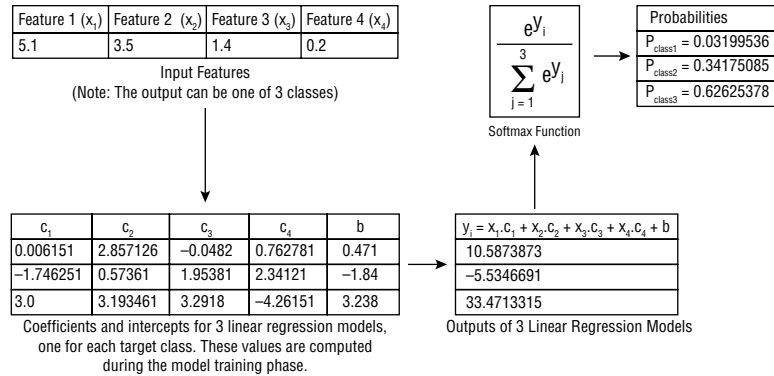 Feature 1 (x₁) Feature 2 (x₂) Feature 3 (x₃) Feature 4 (x₄)
5.1 3.5 1.4 0.2
Input Features
(Note: The output can be one of 3 classes)
c₁ c₂ c₃ c₄ b
0.006151 2.857126 −0.0482 0.762781 0.471
−1.746251 0.57361 1.95381 2.34121 −1.84
3.0 3.193461 3.2918 −4.26151 3.238
Coefficients and intercepts for 3 linear regression models,
one for each target class. These values are computed
during the model training phase.
yᵢ = x₁.c₁ + x₂.c₂ + x₃.c₃ + x₄.c₄ + b
10.5873873
−5.5346691
33.4713315
Outputs of 3 Linear Regression Models
e^yᵢ
3
∑ e^yⱼ
j = 1
Softmax Function
Probabilities
P_class1 = 0.03199536
P_class2 = 0.34175085
P_class3 = 0.62625378